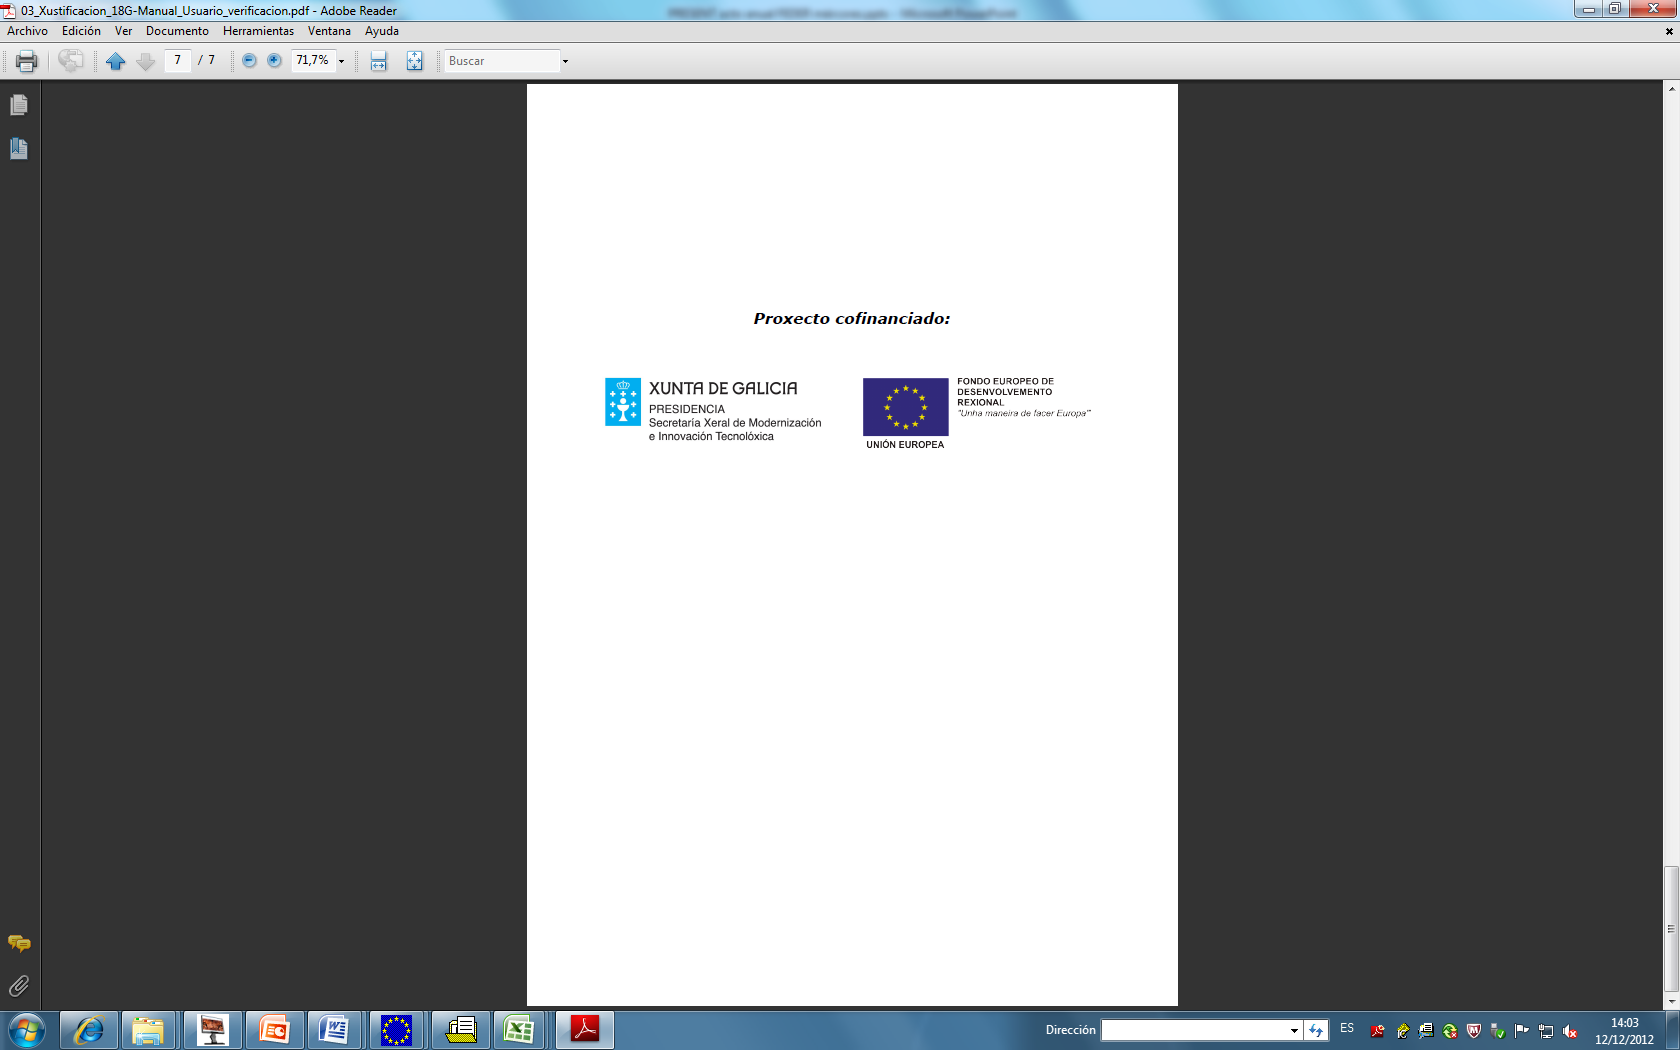 03_Xustificacion_18G-Manual_Usuario_verificacion.pdf - Adobe Reader
Archivo Edición Ver Documento Herramientas Ventana Ayuda
7 / 7 71,7% Buscar
Proxecto cofinanciado:
XUNTA DE GALICIA
PRESIDENCIA
Secretaría Xeral de Modernización
e Innovación Tecnolóxica
FONDO EUROPEO DE
DESENVOLVEMENTO
REXIONAL
"Unha maneira de facer Europa"
UNIÓN EUROPEA
Dirección
ES
14:03
12/12/2012